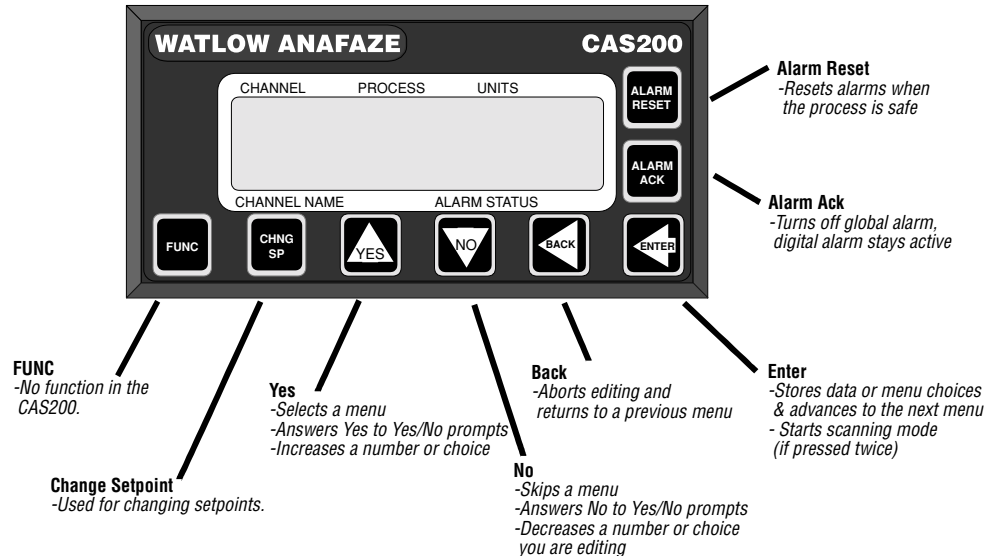 WATLOW ANAFAZE
CAS200
CHANNEL PROCESS UNITS
CHANNEL NAME ALARM STATUS
ALARM
RESET
ALARM
ACK
FUNC
CHNG
SP
YES
NO
BACK
ENTER
Alarm Reset
-Resets alarms when
the process is safe
Alarm Ack
-Turns off global alarm,
digital alarm stays active
FUNC
-No function in the
CAS200.
Change Setpoint
-Used for changing setpoints.
Yes
-Selects a menu
-Answers Yes to Yes/No prompts
-Increases a number or choice
No
-Skips a menu
-Answers No to Yes/No prompts
-Decreases a number or choice
you are editing
Back
-Aborts editing and
returns to a previous menu
Enter
-Stores data or menu choices
& advances to the next menu
- Starts scanning mode
(if pressed twice)